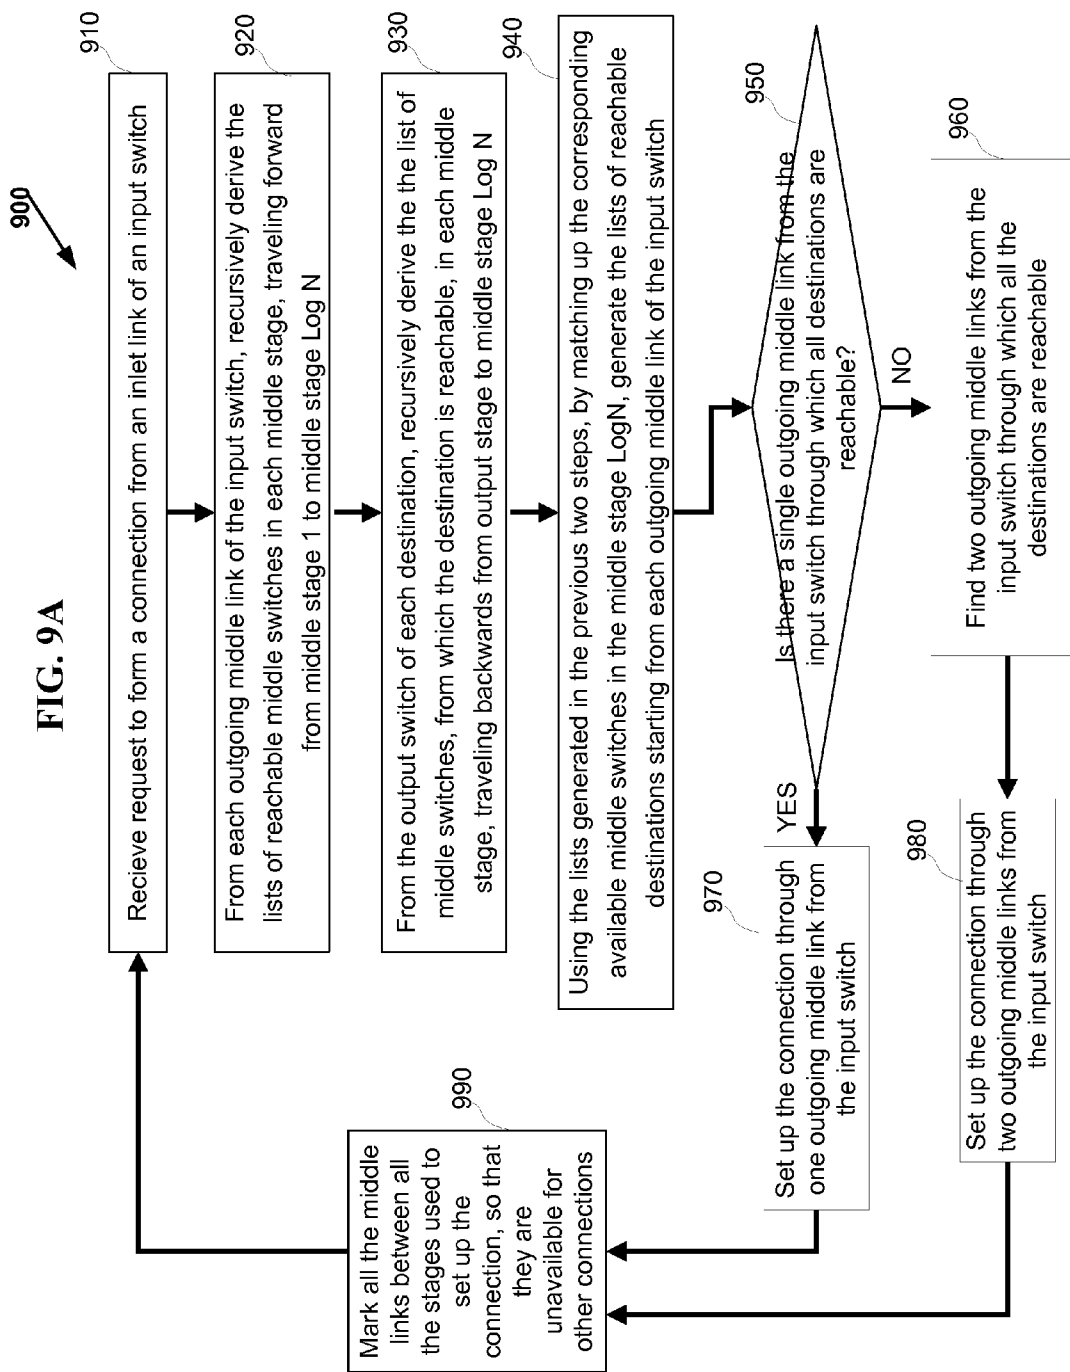 FIG. 9A
900
910
Recieve request to form a connection from an inlet link of an input switch
920
From each outgoing middle link of the input switch, recursively derive the
lists of reachable middle switches in each middle stage, traveling forward
from middle stage 1 to middle stage Log N
930
From the output switch of each destination, recursively derive the the list of
middle switches, from which the destination is reachable, in each middle
stage, traveling backwards from output stage to middle stage Log N
940
Using the lists generated in the previous two steps, by matching up the corresponding
available middle switches in the middle stage LogN, generate the lists of reachable
destinations starting from each outgoing middle link of the input switch
950
Is there a single outgoing middle link from the
input switch through which all destinations are
reachable?
YES
NO
960
Find two outgoing middle links from the
input switch through which all the
destinations are reachable
970
Set up the connection through
one outgoing middle link from
the input switch
980
Set up the connection through
two outgoing middle links from
the input switch
990
Mark all the middle
links between all
the stages used to
set up the
connection, so that
they are
unavailable for
other connections